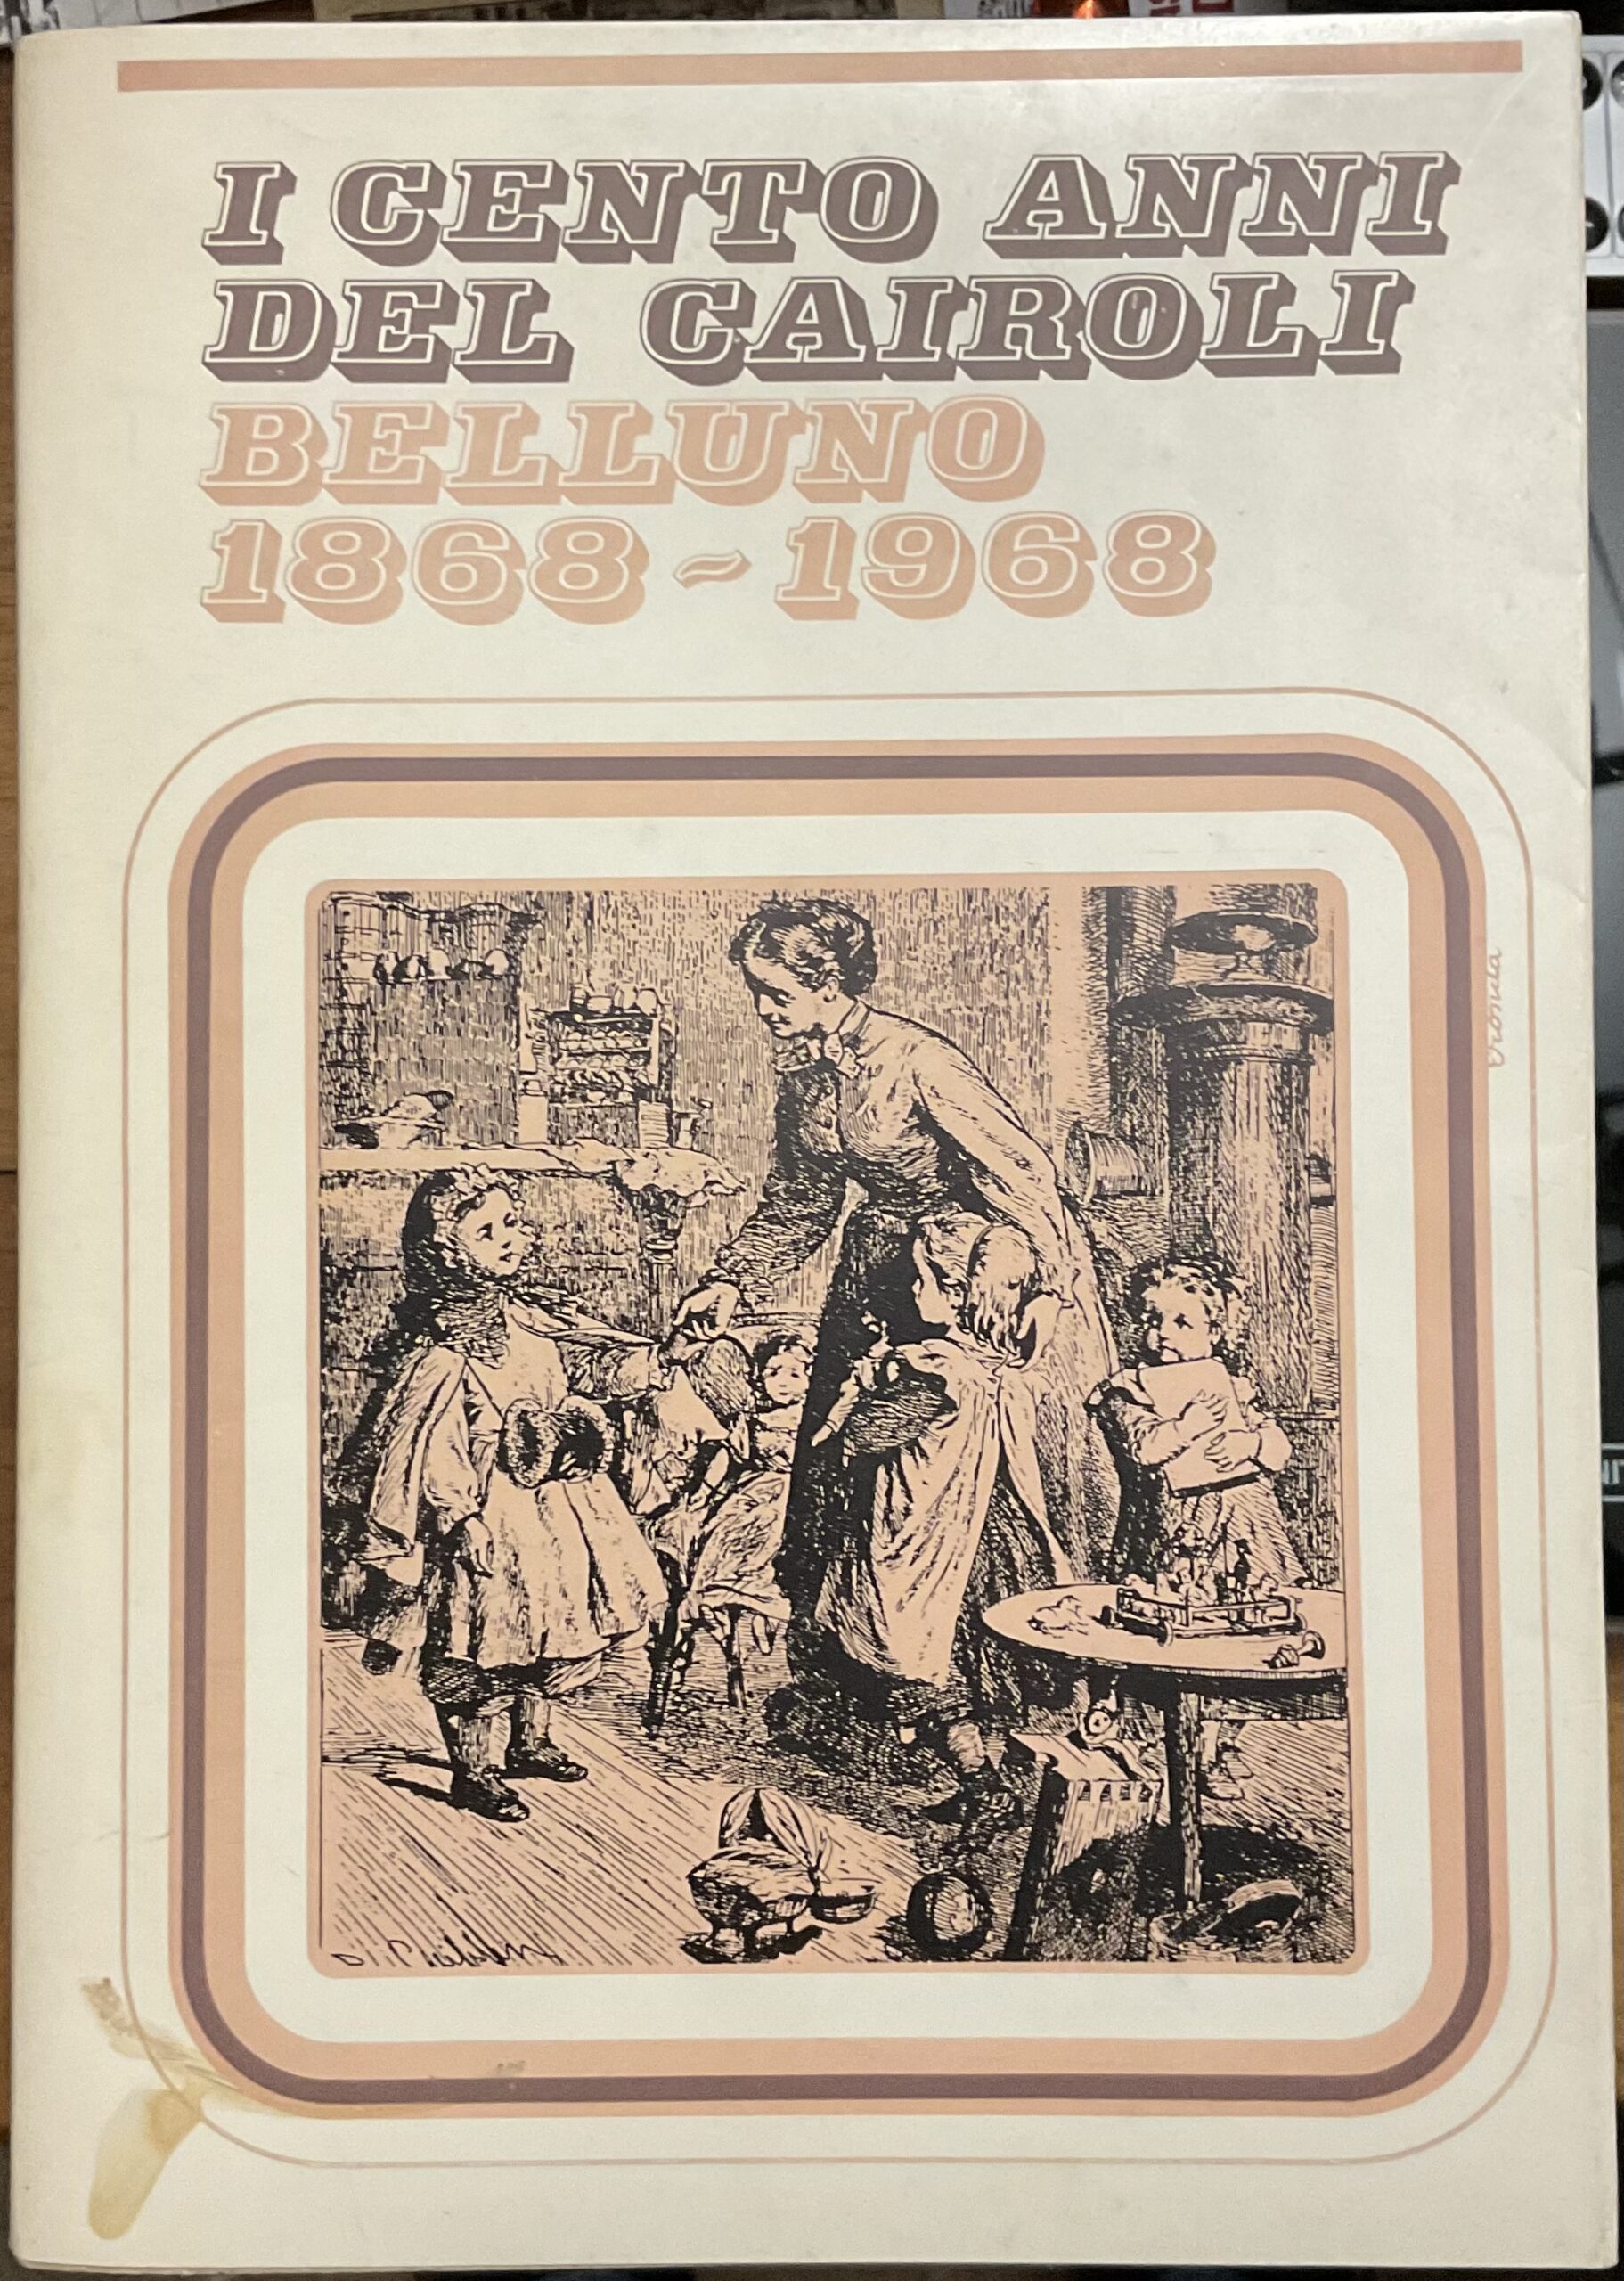 I CENTO ANNI
DEL CAIROLI
BELLUNO
1868 ~ 1968